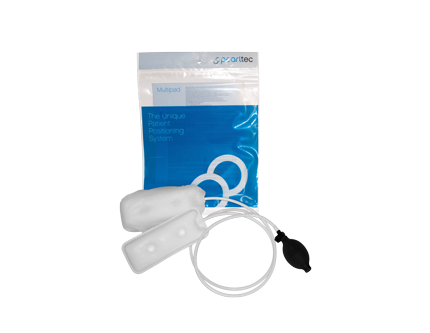 pearltec
Multipad
The Unique
Patient
Positioning
System